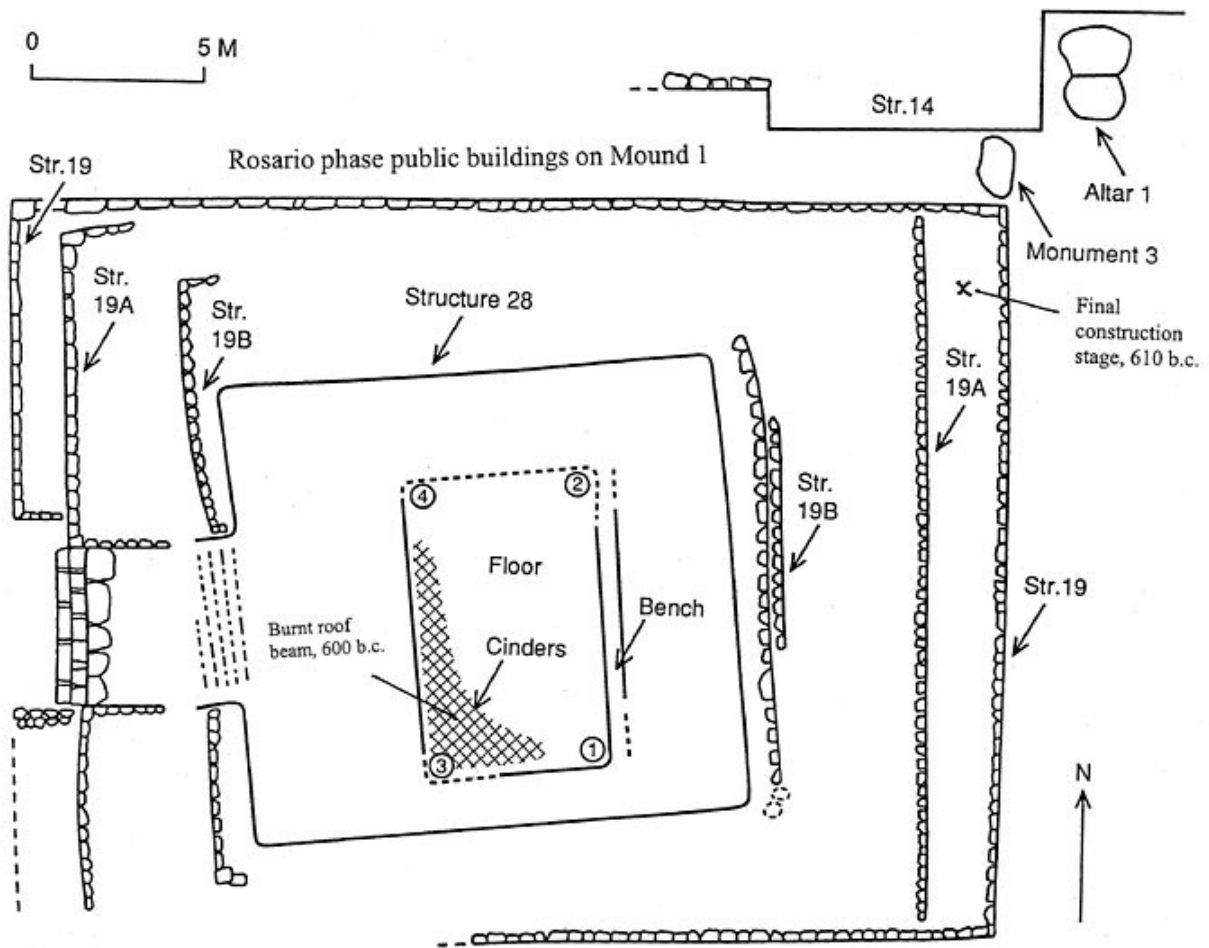 0 5 M
Str.14
Rosario phase public buildings on Mound 1
Str.19
Altar 1
Monument 3
Str.
19A
Str.
19B
Structure 28
Final
construction
stage, 610 b.c.
Str.
19A
4
2
Str.
19B
Floor
Bench
Str.19
Burnt roof
beam, 600 b.c.
Cinders
3
1
N